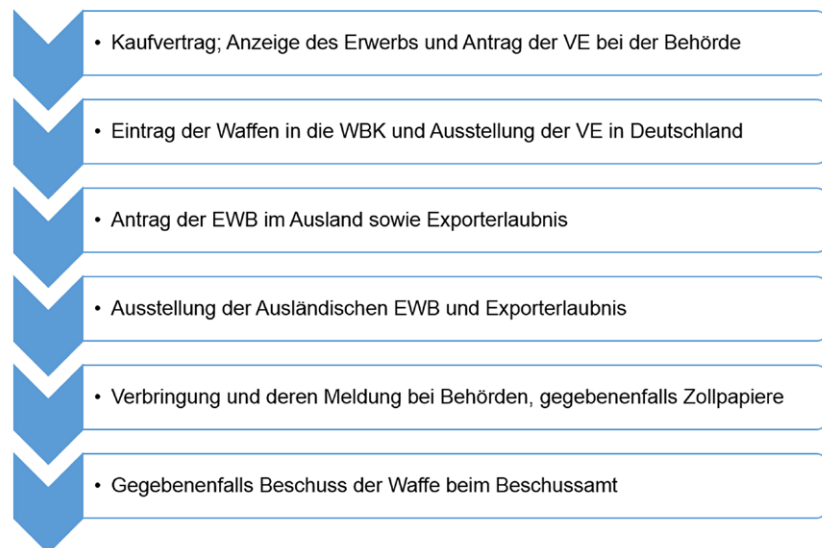 • Kaufvertrag; Anzeige des Erwerbs und Antrag der VE bei der Behörde
• Eintrag der Waffen in die WBK und Ausstellung der VE in Deutschland
• Antrag der EWB im Ausland sowie Exporterlaubnis
• Ausstellung der Ausländischen EWB und Exporterlaubnis
• Verbringung und deren Meldung bei Behörden, gegebenenfalls Zollpapiere
• Gegebenenfalls Beschuss der Waffe beim Beschussamt